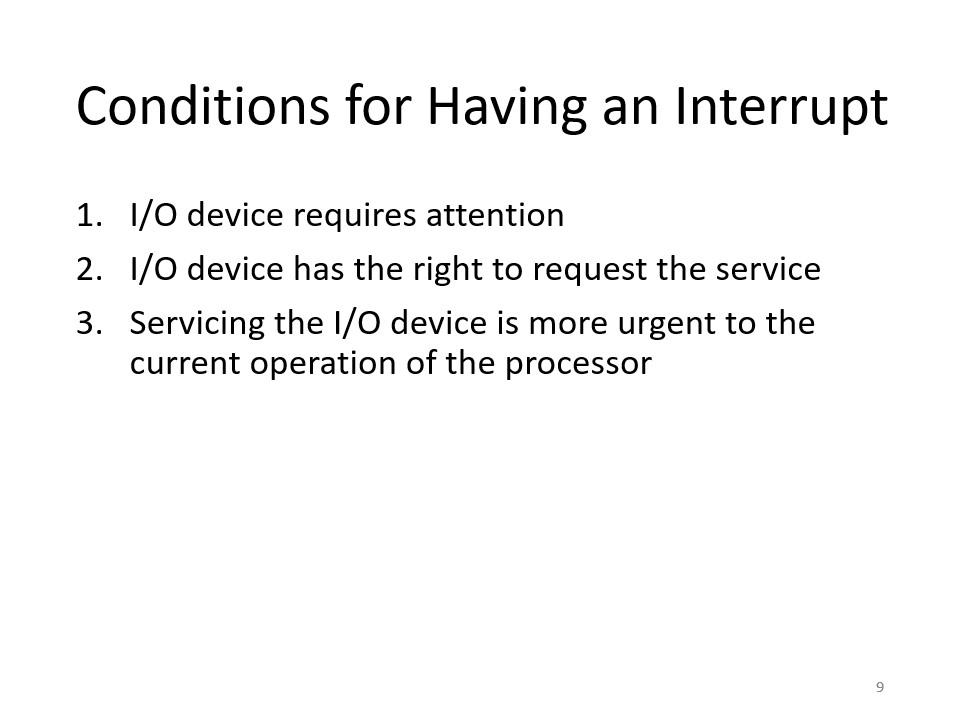 Conditions for Having an Interrupt
1. I/O device requires attention
2. I/O device has the right to request the service
3. Servicing the I/O device is more urgent to the
current operation of the processor
9